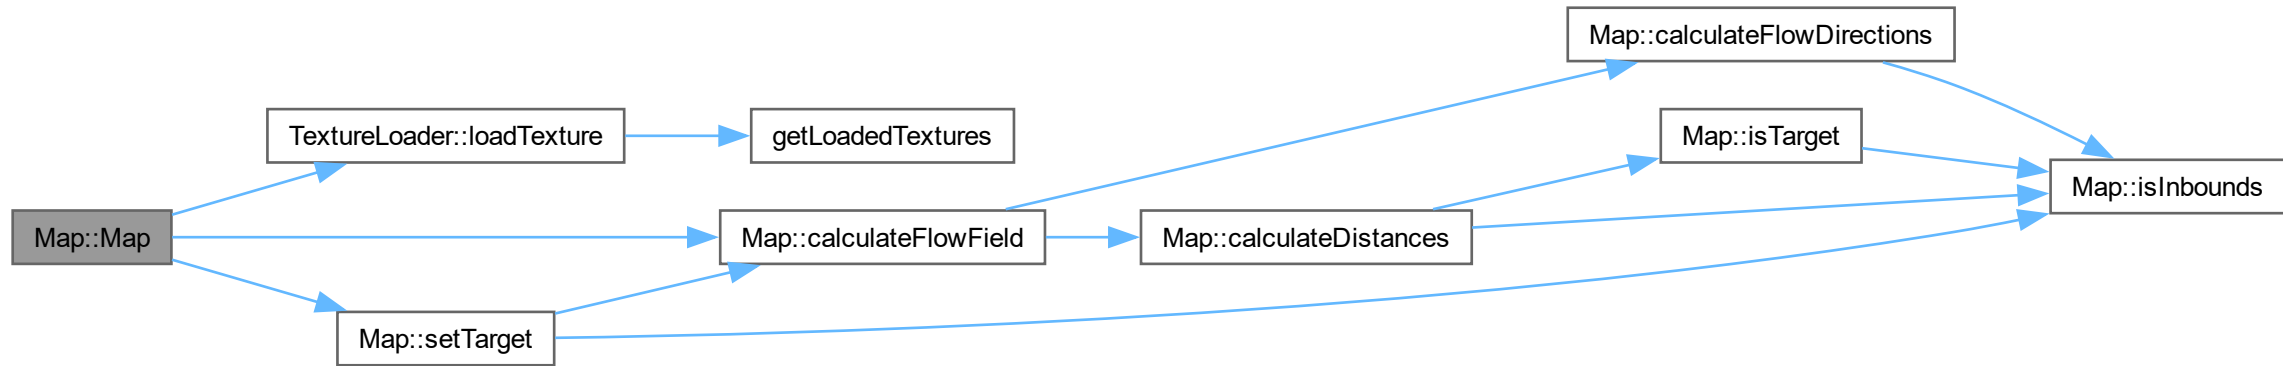 Map::calculateFlowDirections
TextureLoader::loadTexture
getLoadedTextures
Map::isTarget
Map::isInbounds
Map::Map
Map::calculateFlowField
Map::calculateDistances
Map::setTarget